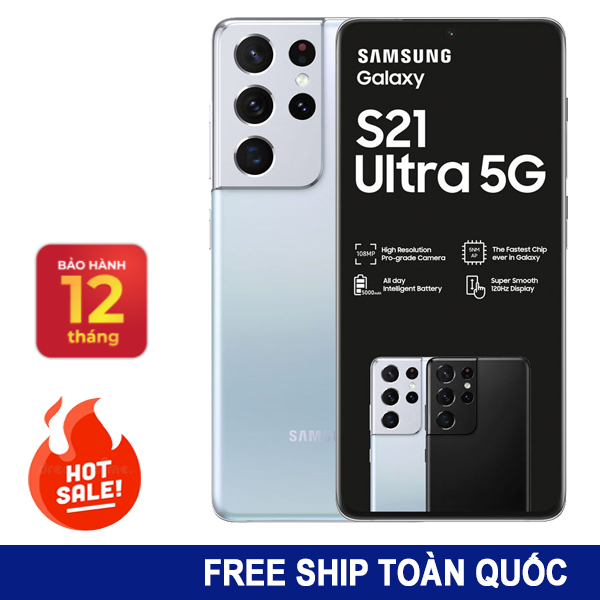 SAMSUNG
Galaxy
S21
Ultra 5G
108MP
High Resolution
Pro-grade Camera
5NM
AP
The Fastest Chip
ever in Galaxy
5000mAh
All day
Intelligent Battery
Super Smooth
120Hz Display
BẢO HÀNH
12
tháng
HOT
SALE!
SAMS
FREE SHIP TOÀN QUỐC